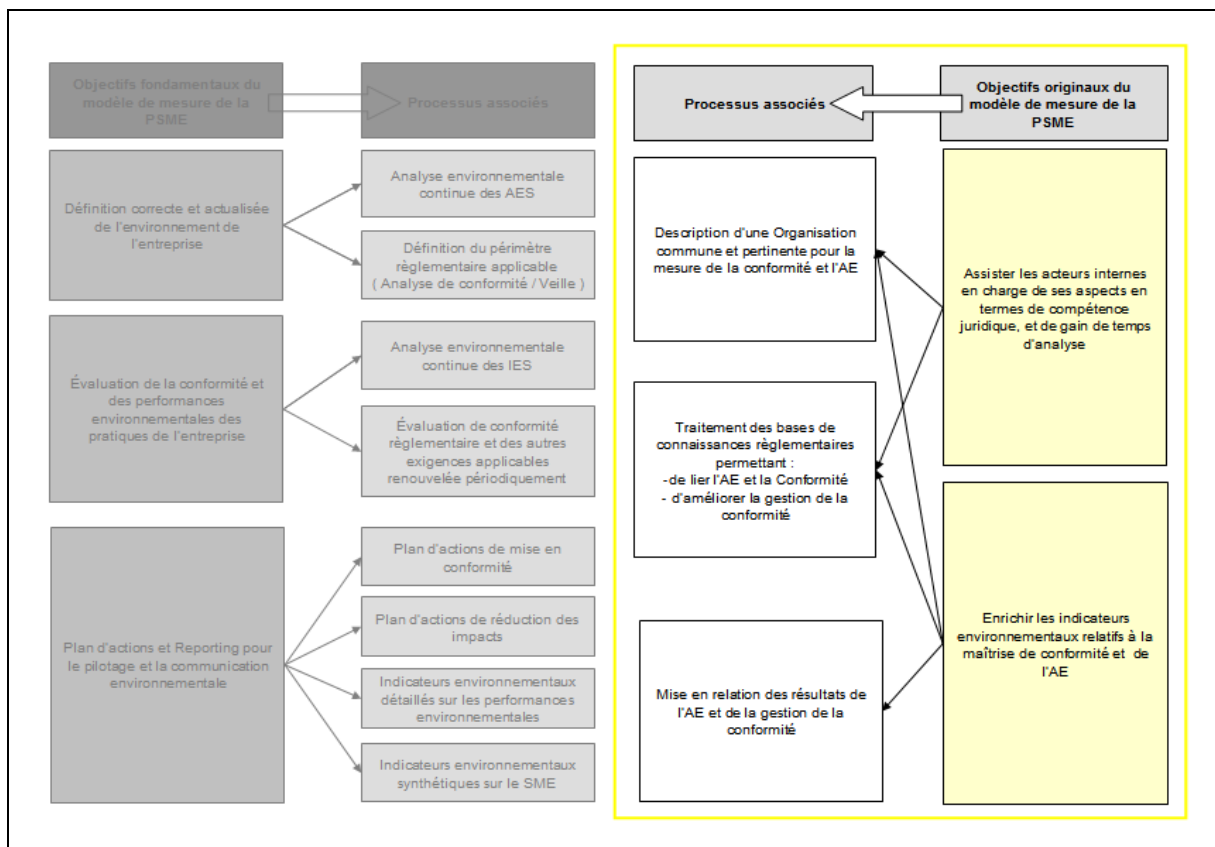 Objectifs fondamentaux du
modèle de mesure de la
PSME
Processus associés
Définition correcte et actualisée
de l'environnement de
l'entreprise
Analyse environnementale
continue des AES
Définition du périmètre
règlementaire applicable
( Analyse de conformité / Veille )
Évaluation de la conformité et
des performances
environnementales des
pratiques de l'entreprise
Analyse environnementale
continue des IES
Évaluation de conformité
règlementaire et des autres
exigences applicables
renouvelée périodiquement
Plan d'actions et Reporting pour
le pilotage et la communication
environnementale
Plan d'actions de mise en
conformité
Plan d'actions de réduction des
impacts
Indicateurs environnementaux
détaillés sur les performances
environnementales
Indicateurs environnementaux
synthétiques sur le SME
Processus associés
Objectifs originaux du
modèle de mesure de la
PSME
Description d'une Organisation
commune et pertinente pour la
mesure de la conformité et l'AE
Traitement des bases de
connaissances règlementaires
permettant :
-de lier l'AE et la Conformité
- d'améliorer la gestion de la
conformité
Mise en relation des résultats de
l'AE et de la gestion de la
conformité
Assister les acteurs internes
en charge de ses aspects en
termes de compétence
juridique, et de gain de temps
d'analyse
Enrichir les indicateurs
environnementaux relatifs à la
maîtrise de conformité et de
l'AE